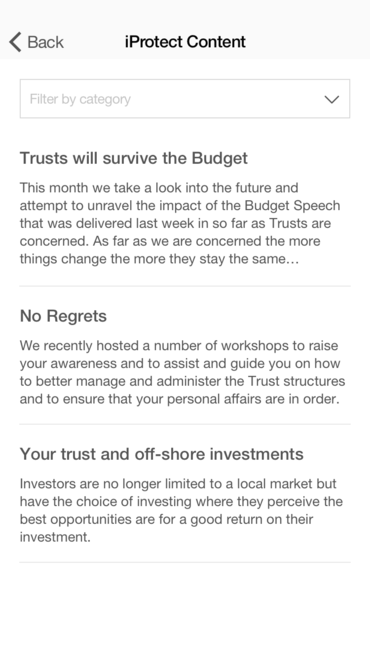 Back
iProtect Content
Filter by category
Trusts will survive the Budget
This month we take a look into the future and
attempt to unravel the impact of the Budget Speech
that was delivered last week in so far as Trusts are
concerned. As far as we are concerned the more
things change the more they stay the same…
No Regrets
We recently hosted a number of workshops to raise
your awareness and to assist and guide you on how
to better manage and administer the Trust structures
and to ensure that your personal affairs are in order.
Your trust and off-shore investments
Investors are no longer limited to a local market but
have the choice of investing where they perceive the
best opportunities are for a good return on their
investment.